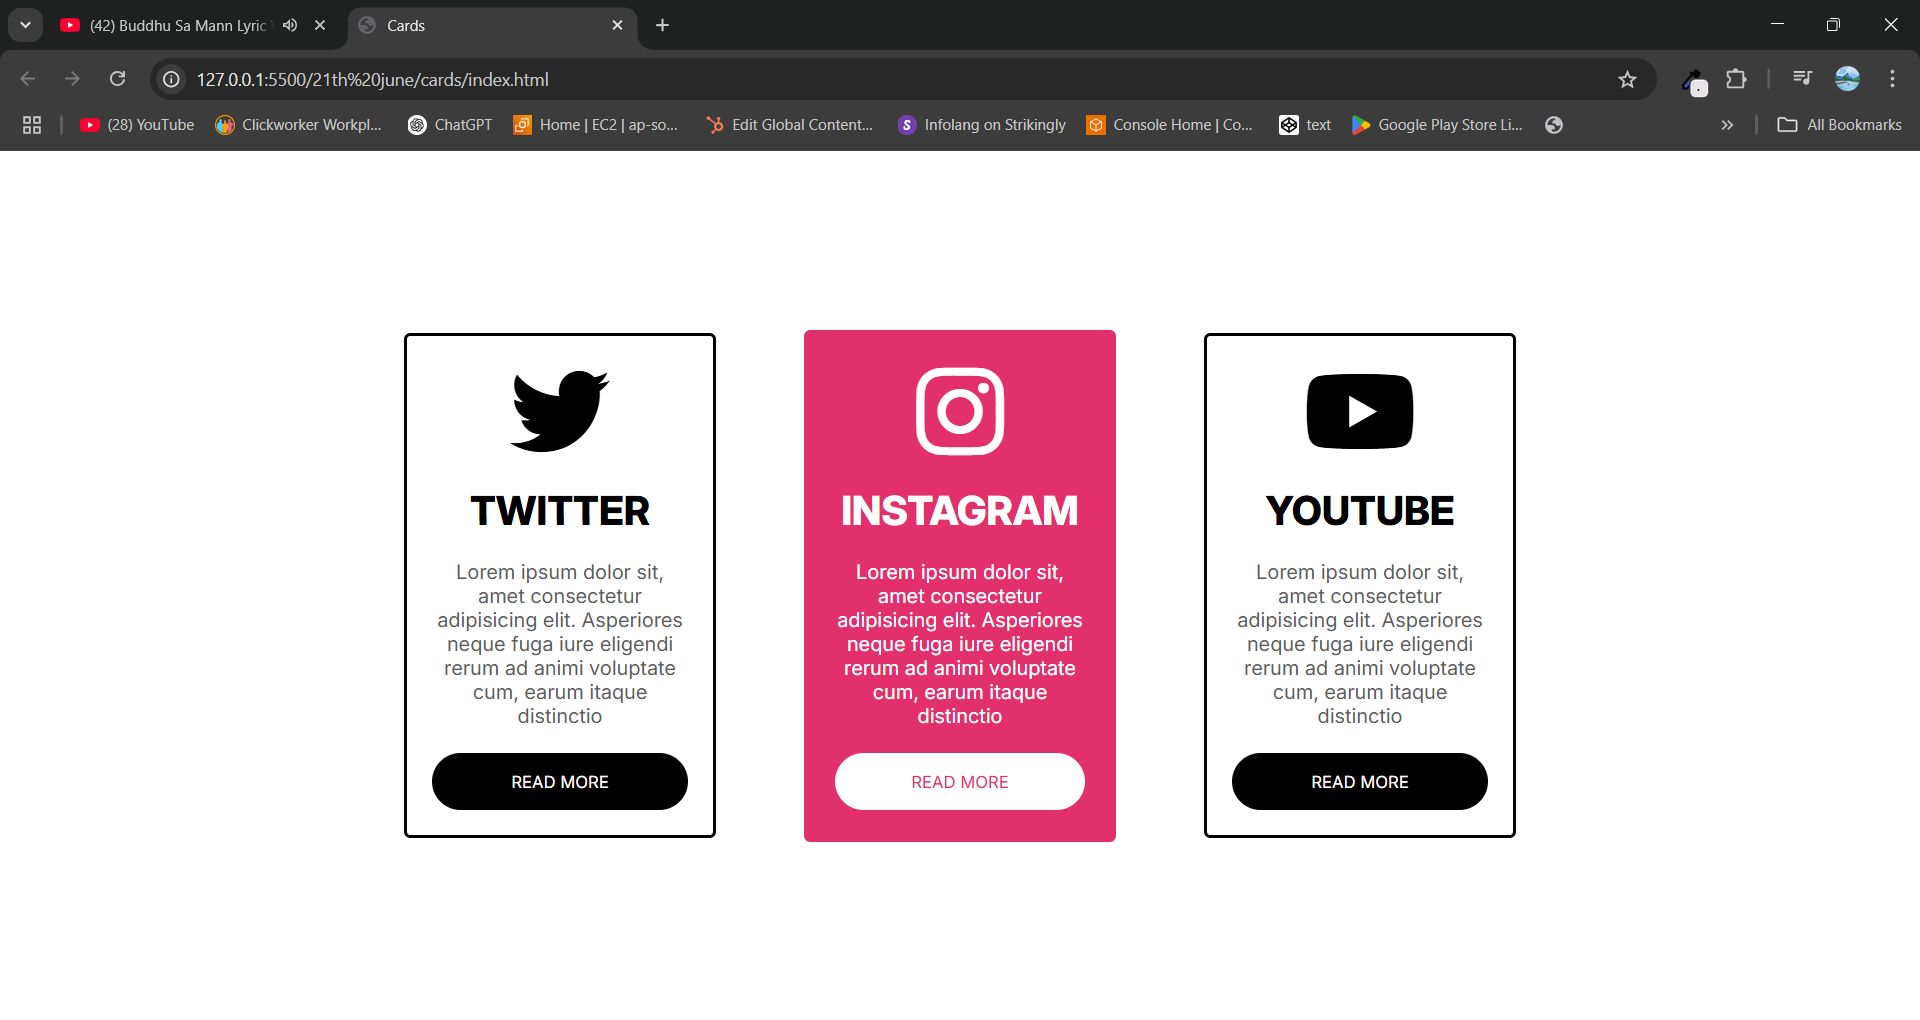 (42) Buddhu Sa Mann Lyric
Cards
127.0.0.1:5500/21th%20june/cards/index.html
(28) YouTube
Clickworker Workpl...
ChatGPT
Home | EC2 | ap-so...
Edit Global Content...
Infolang on Strikingly
Console Home | Co...
text
Google Play Store Li...
All Bookmarks
TWITTER
Lorem ipsum dolor sit,
amet consectetur
adipisicing elit. Asperiores
neque fuga iure eligendi
rerum ad animi voluptate
cum, earum itaque
distinctio
READ MORE
INSTAGRAM
Lorem ipsum dolor sit,
amet consectetur
adipisicing elit. Asperiores
neque fuga iure eligendi
rerum ad animi voluptate
cum, earum itaque
distinctio
READ MORE
YOUTUBE
Lorem ipsum dolor sit,
amet consectetur
adipisicing elit. Asperiores
neque fuga iure eligendi
rerum ad animi voluptate
cum, earum itaque
distinctio
READ MORE